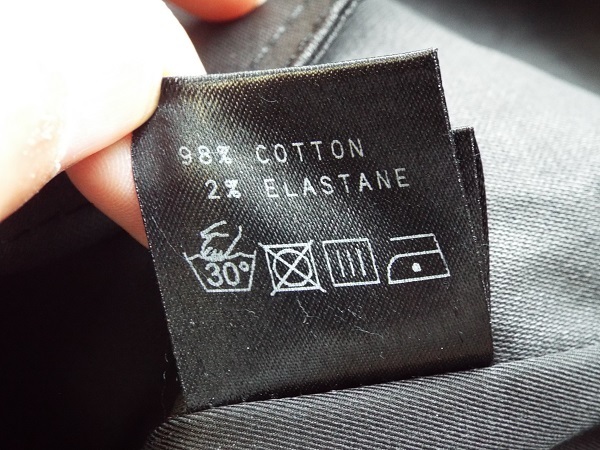 98% COTTON
2% ELASTANE
30°